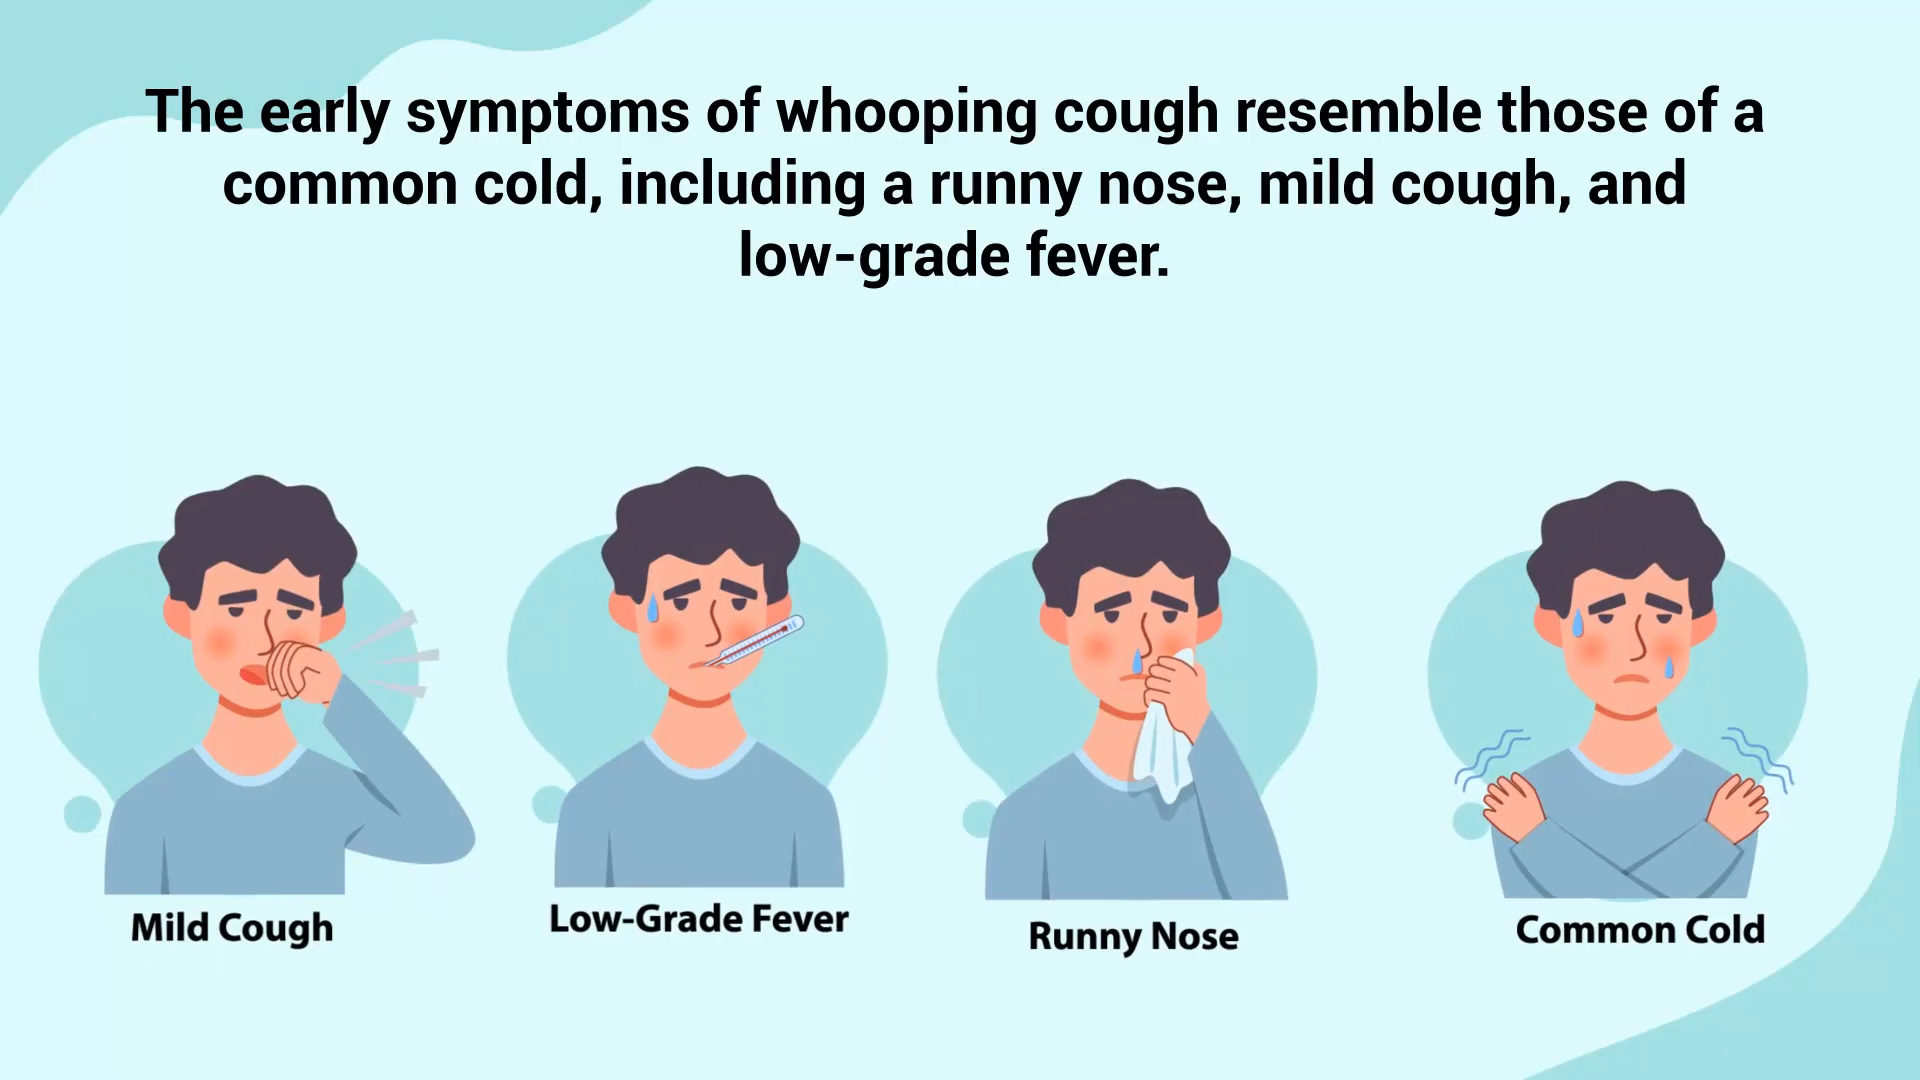 The early symptoms of whooping cough resemble those of a
common cold, including a runny nose, mild cough, and
low-grade fever.
Mild Cough
Low-Grade Fever
Runny Nose
Common Cold